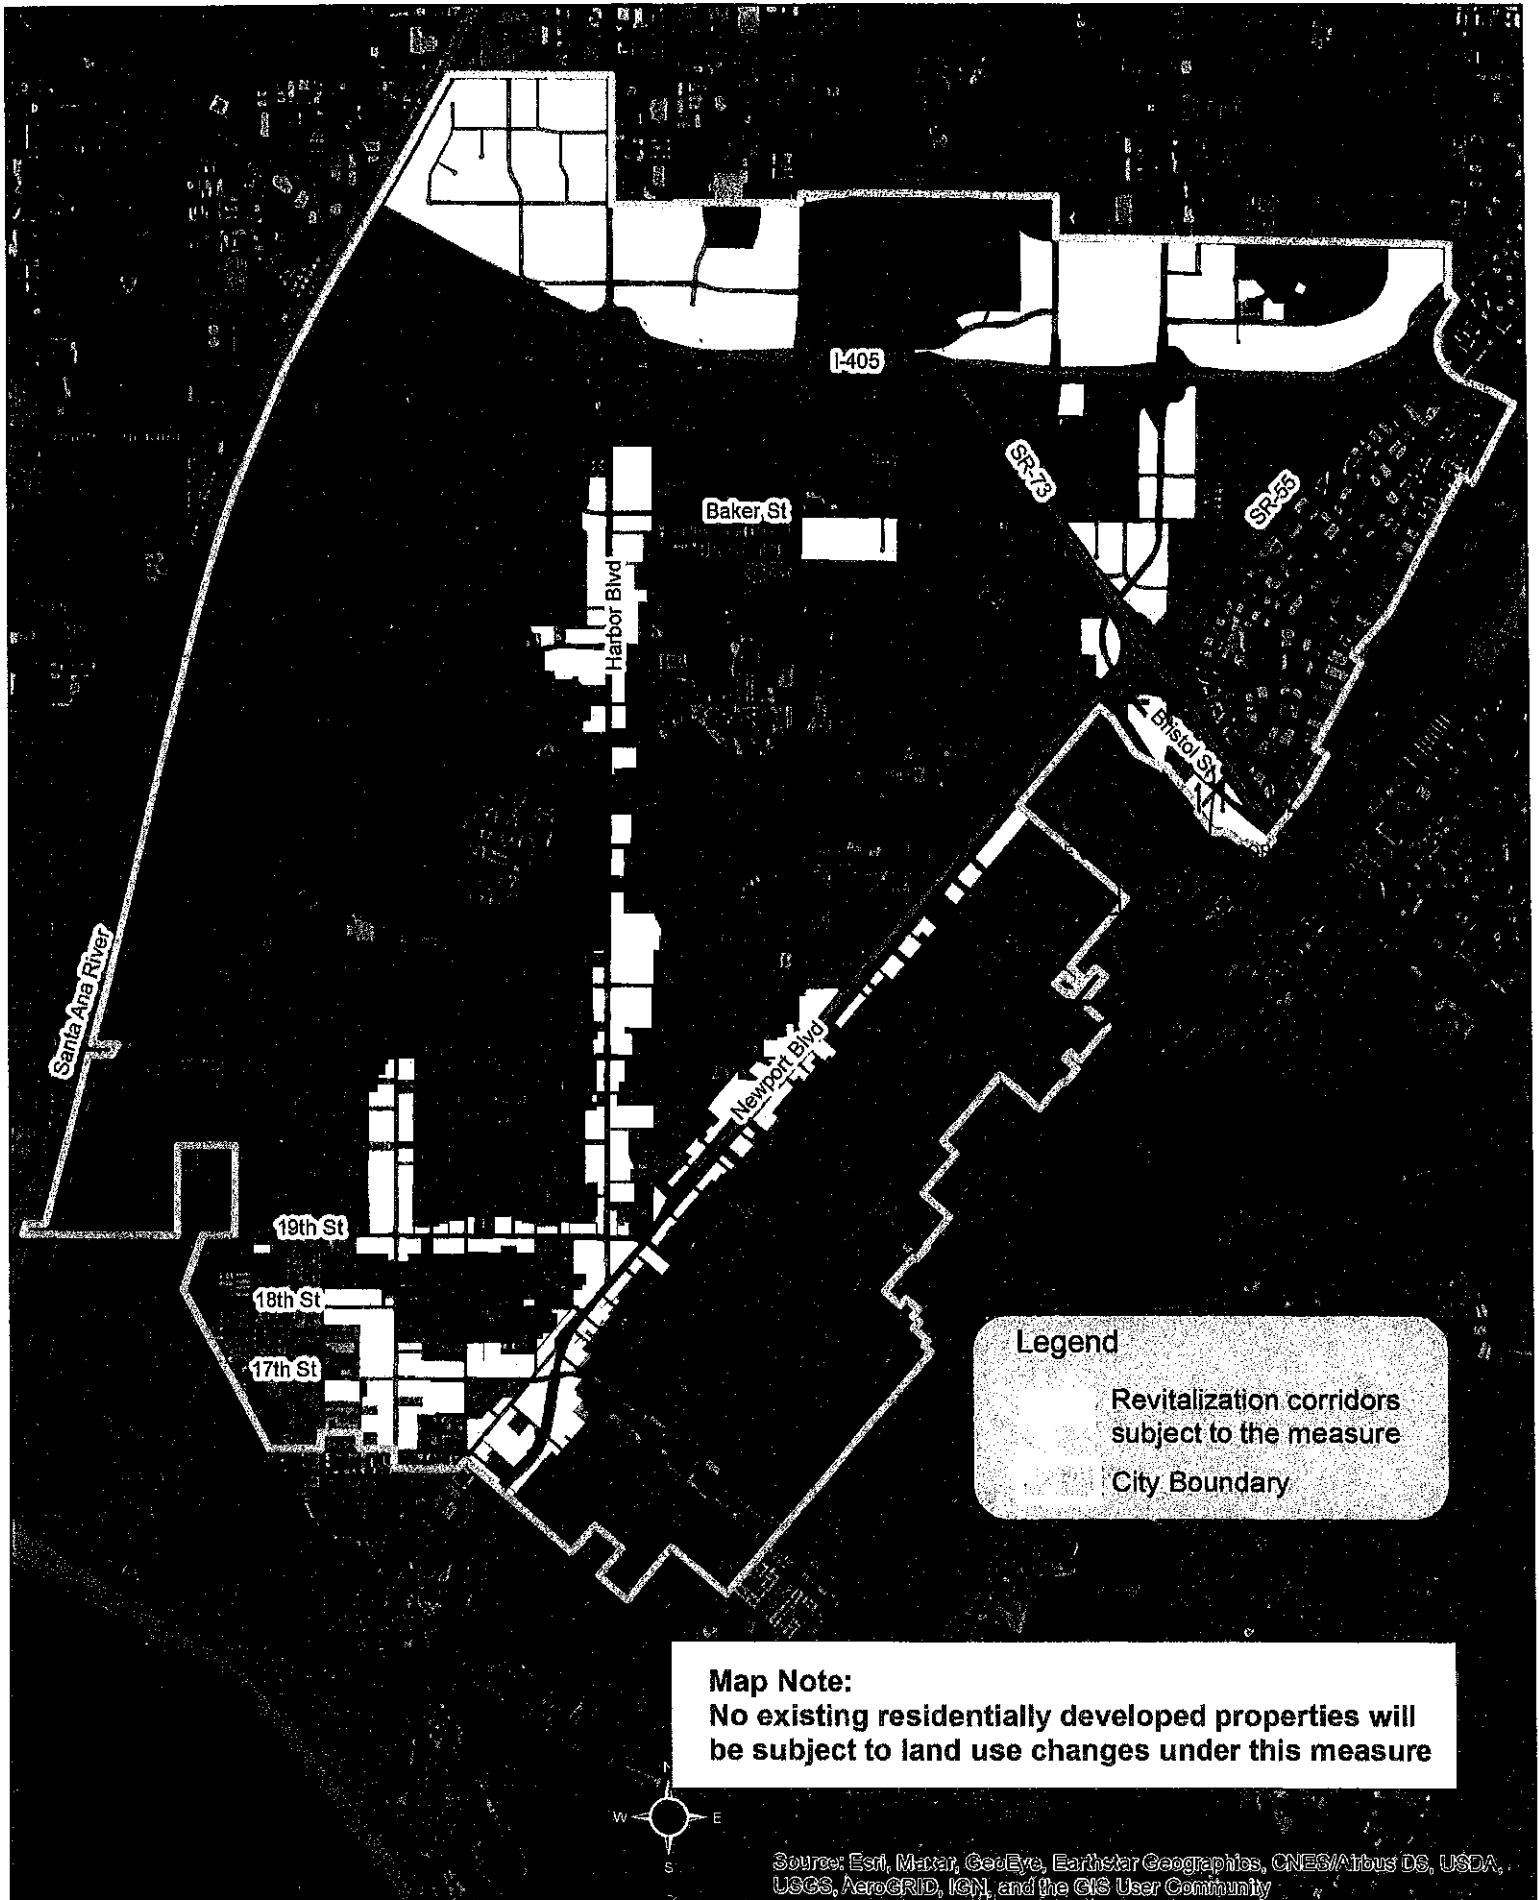 I-405
SR-73
SR-55
Baker St
Harbor Blvd
Bristol St
Santa Ana River
Newport Blvd
19th St
18th St
17th St
Legend
Revitalization corridors
subject to the measure
City Boundary
Map Note:
No existing residentially developed properties will
be subject to land use changes under this measure
N
W
E
S
Source: Esri, Maxar, GeoEye, Earthstar Geographics, CNES/Airbus DS, USDA,
USGS, AeroGRID, IGN, and the GIS User Community